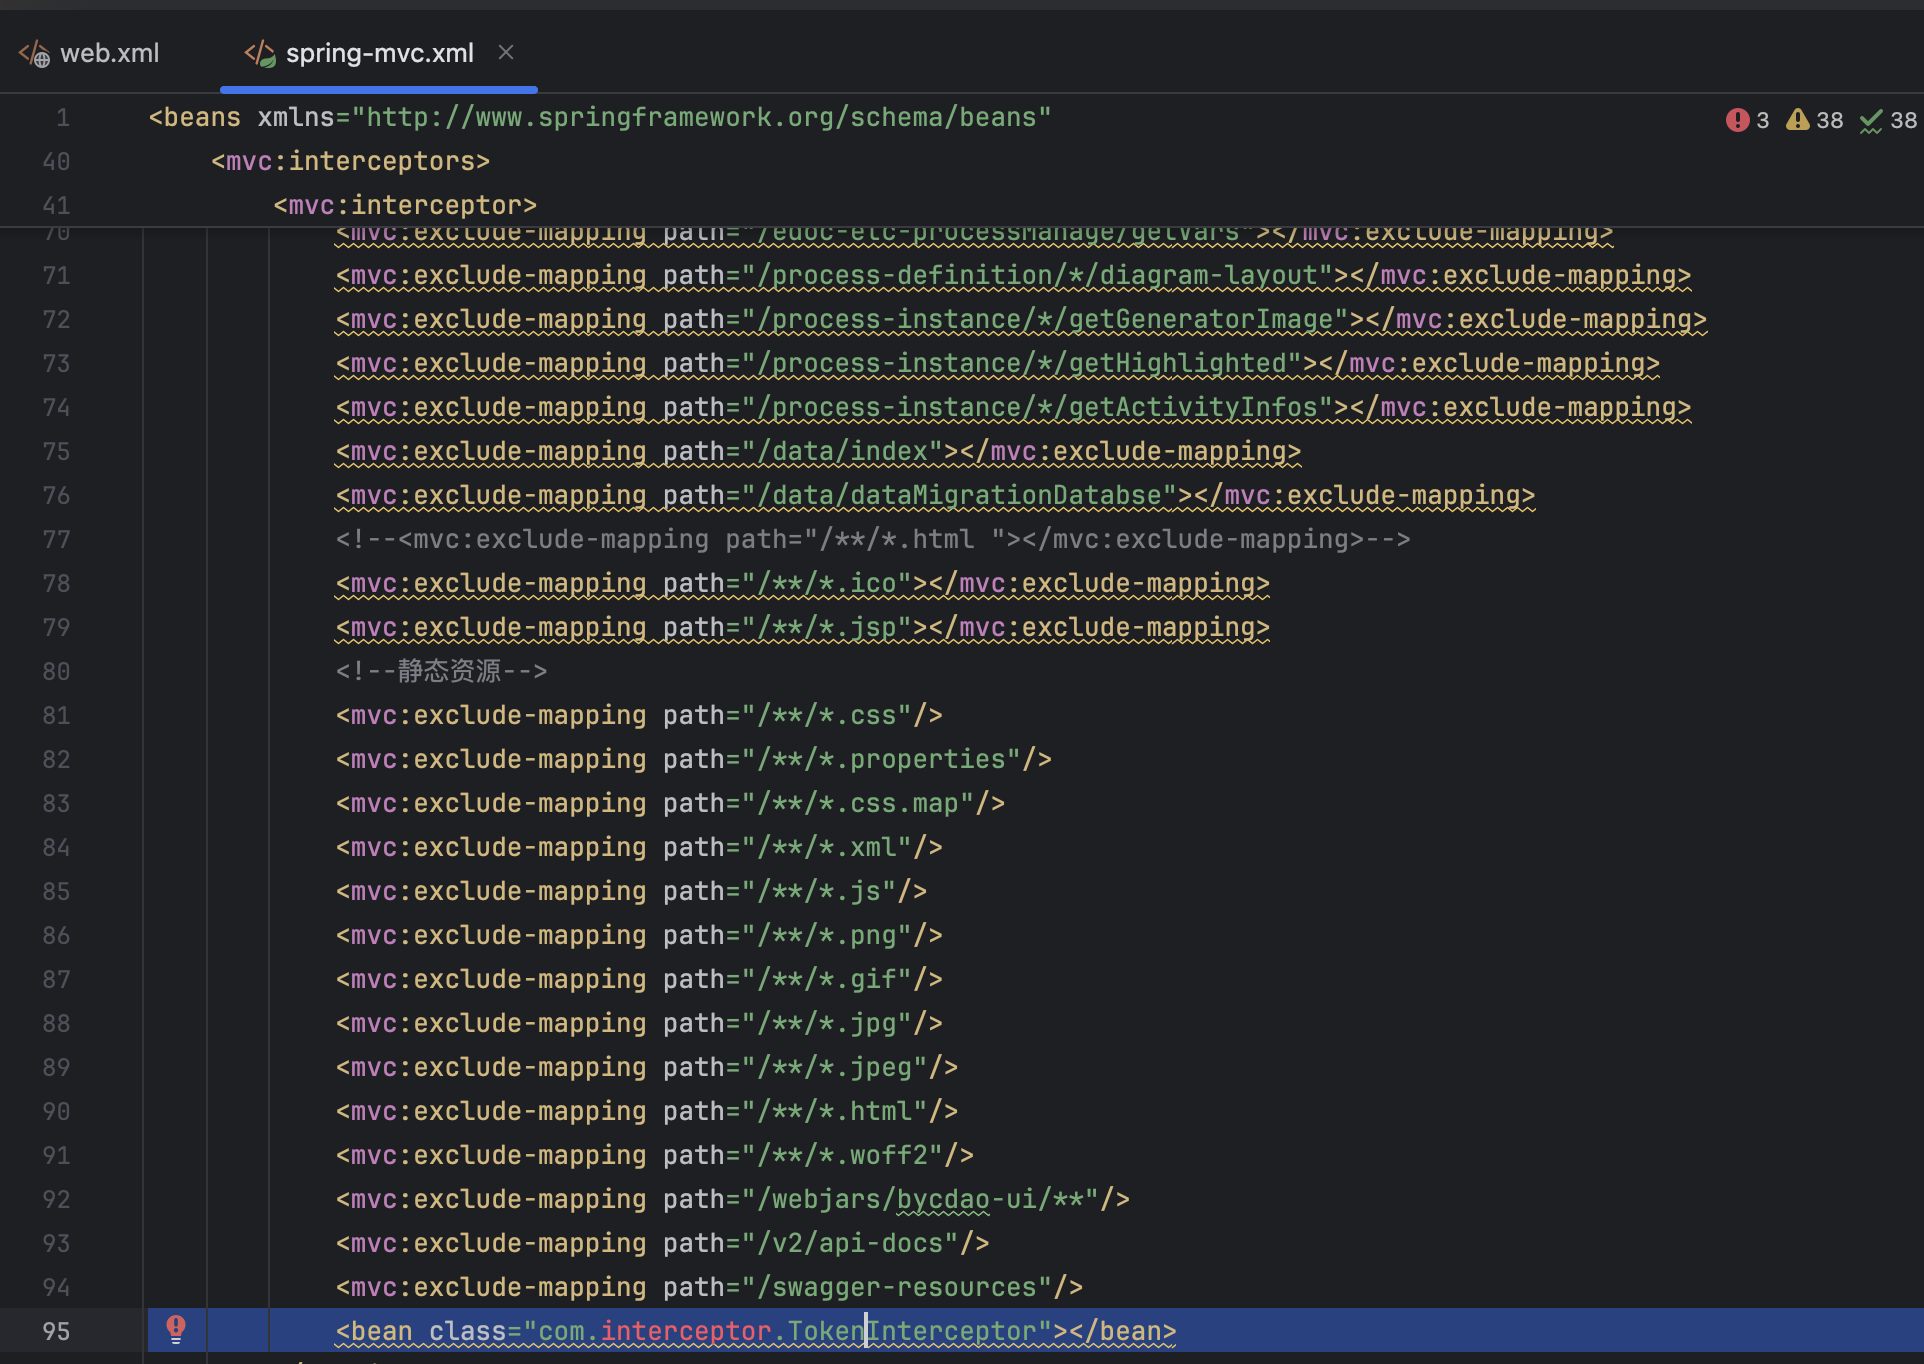 web.xml
spring-mvc.xml
3 38 38
1 <beans xmlns="http://www.springframework.org/schema/beans"
40 <mvc:interceptors>
41 <mvc:interceptor>
70 <mvc:exclude-mapping path="/edoc-etc-processManage/getVars"></mvc:exclude-mapping>
71 <mvc:exclude-mapping path="/process-definition/*/diagram-layout"></mvc:exclude-mapping>
72 <mvc:exclude-mapping path="/process-instance/*/getGeneratorImage"></mvc:exclude-mapping>
73 <mvc:exclude-mapping path="/process-instance/*/getHighlighted"></mvc:exclude-mapping>
74 <mvc:exclude-mapping path="/process-instance/*/getActivityInfos"></mvc:exclude-mapping>
75 <mvc:exclude-mapping path="/data/index"></mvc:exclude-mapping>
76 <mvc:exclude-mapping path="/data/dataMigrationDatabse"></mvc:exclude-mapping>
77 <!--<mvc:exclude-mapping path="/**/*.html "></mvc:exclude-mapping>-->
78 <mvc:exclude-mapping path="/**/*.ico"></mvc:exclude-mapping>
79 <mvc:exclude-mapping path="/**/*.jsp"></mvc:exclude-mapping>
80 <!--静态资源-->
81 <mvc:exclude-mapping path="/**/*.css"/>
82 <mvc:exclude-mapping path="/**/*.properties"/>
83 <mvc:exclude-mapping path="/**/*.css.map"/>
84 <mvc:exclude-mapping path="/**/*.xml"/>
85 <mvc:exclude-mapping path="/**/*.js"/>
86 <mvc:exclude-mapping path="/**/*.png"/>
87 <mvc:exclude-mapping path="/**/*.gif"/>
88 <mvc:exclude-mapping path="/**/*.jpg"/>
89 <mvc:exclude-mapping path="/**/*.jpeg"/>
90 <mvc:exclude-mapping path="/**/*.html"/>
91 <mvc:exclude-mapping path="/**/*.woff2"/>
92 <mvc:exclude-mapping path="/webjars/bycdao-ui/**"/>
93 <mvc:exclude-mapping path="/v2/api-docs"/>
94 <mvc:exclude-mapping path="/swagger-resources"/>
95 <bean class="com.interceptor.TokenInterceptor"></bean>